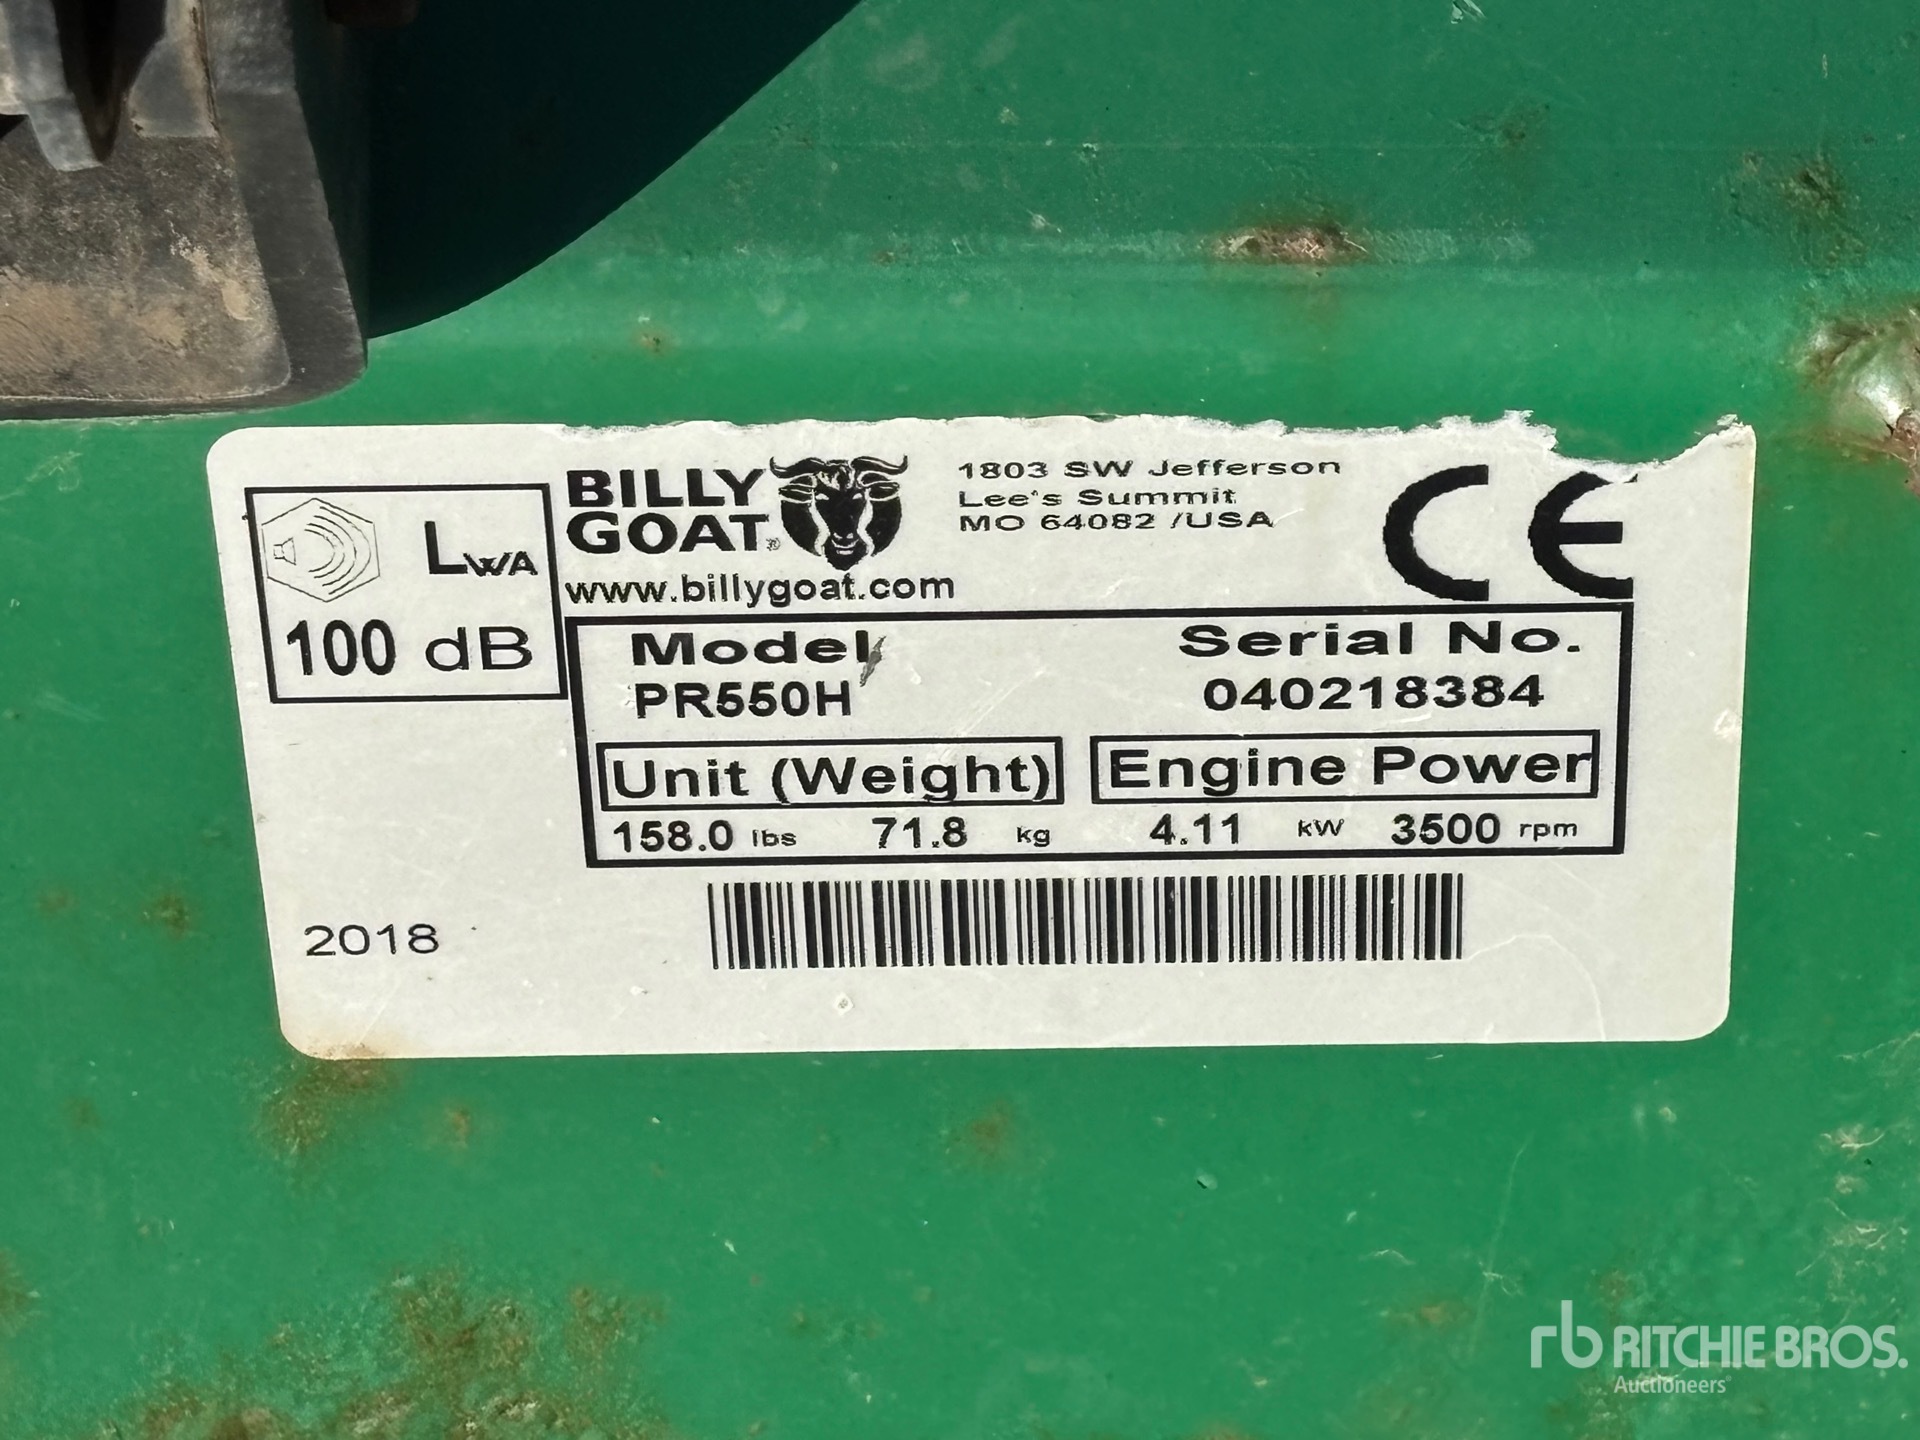 LWA
100 dB
BILLY
GOAT®
www.billygoat.com
1803 SW Jefferson
Lee's Summit
MO 64082 /USA
CE
Model
PR550H
Serial No.
040218384
Unit (Weight)
Engine Power
158.0 lbs 71.8 kg
4.11 kW 3500 rpm
2018
rb RITCHIE BROS.
Auctioneers